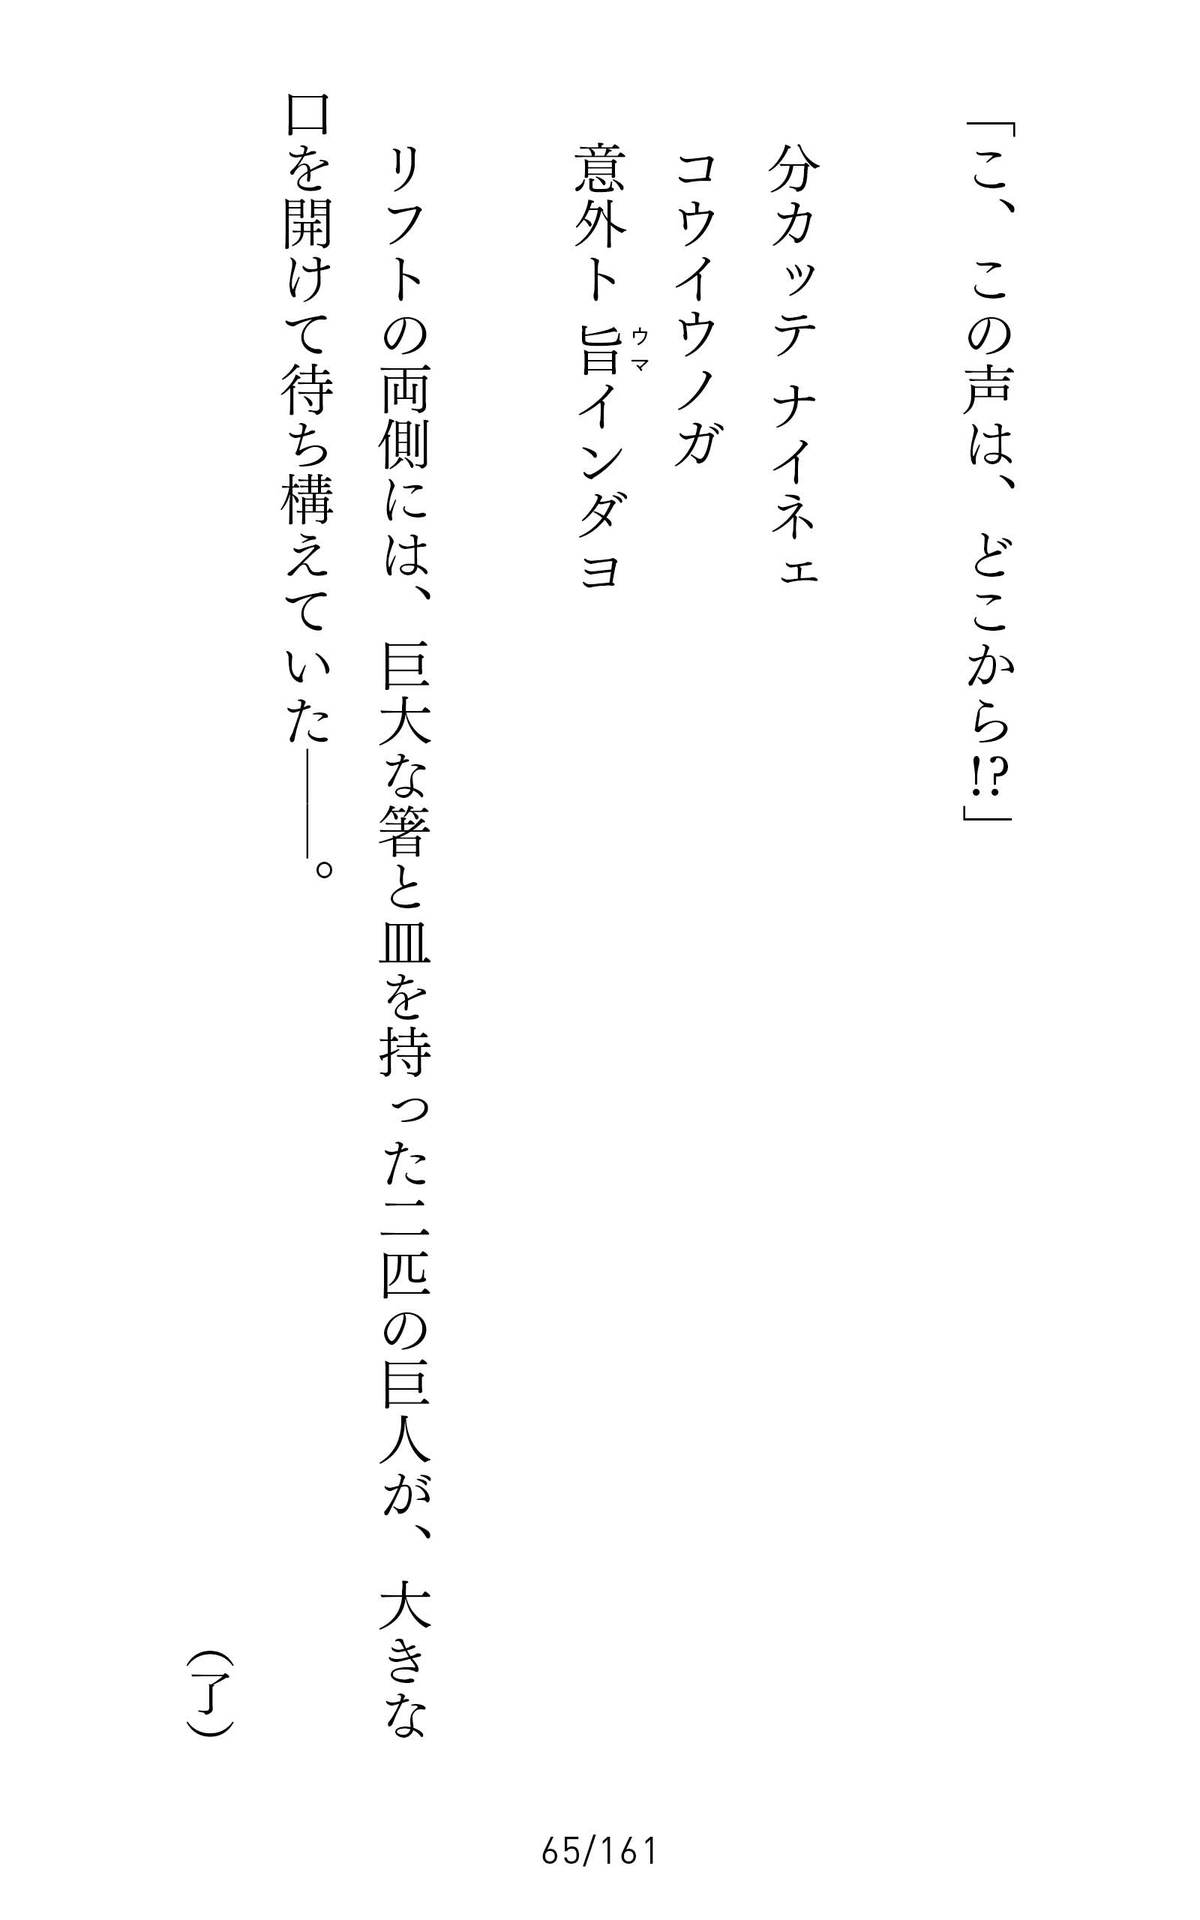 「こ、この声は、どこから!?」
分カッテナイネェ
コウイウノガ
意外ト旨インダヨ
ウマ
リフトの両側には、巨大な箸と皿を持った二匹の巨人が、大きな
口を開けて待ち構えていた――。
（了）
65/161